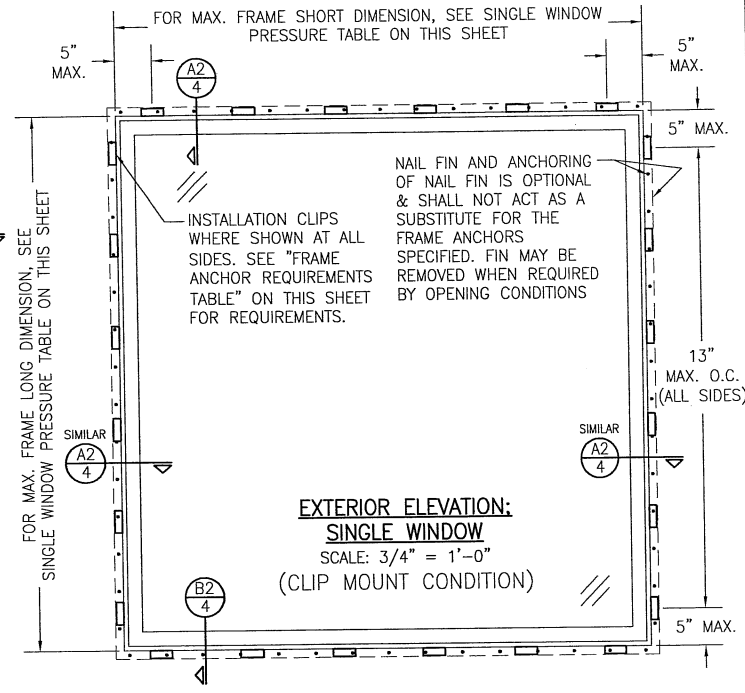 FOR MAX. FRAME SHORT DIMENSION, SEE SINGLE WINDOW
PRESSURE TABLE ON THIS SHEET
5"
MAX.
5"
MAX.
A2
4
5" MAX.
FOR MAX. FRAME LONG DIMENSION, SEE
SINGLE WINDOW PRESSURE TABLE ON THIS SHEET
INSTALLATION CLIPS
WHERE SHOWN AT ALL
SIDES. SEE "FRAME
ANCHOR REQUIREMENTS
TABLE" ON THIS SHEET
FOR REQUIREMENTS.
NAIL FIN AND ANCHORING
OF NAIL FIN IS OPTIONAL
& SHALL NOT ACT AS A
SUBSTITUTE FOR THE
FRAME ANCHORS
SPECIFIED. FIN MAY BE
REMOVED WHEN REQUIRED
BY OPENING CONDITIONS
13"
MAX. O.C.
(ALL SIDES)
SIMILAR
A2
4
SIMILAR
A2
4
EXTERIOR ELEVATION;
SINGLE WINDOW
SCALE: 3/4" = 1'-0"
(CLIP MOUNT CONDITION)
B2
4
5" MAX.